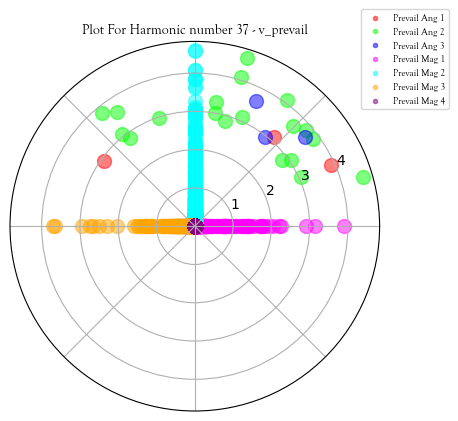 Plot For Harmonic number 37 - v_prevail
Prevail Ang 1
Prevail Ang 2
Prevail Ang 3
Prevail Mag 1
Prevail Mag 2
Prevail Mag 3
Prevail Mag 4
4
3
2
1